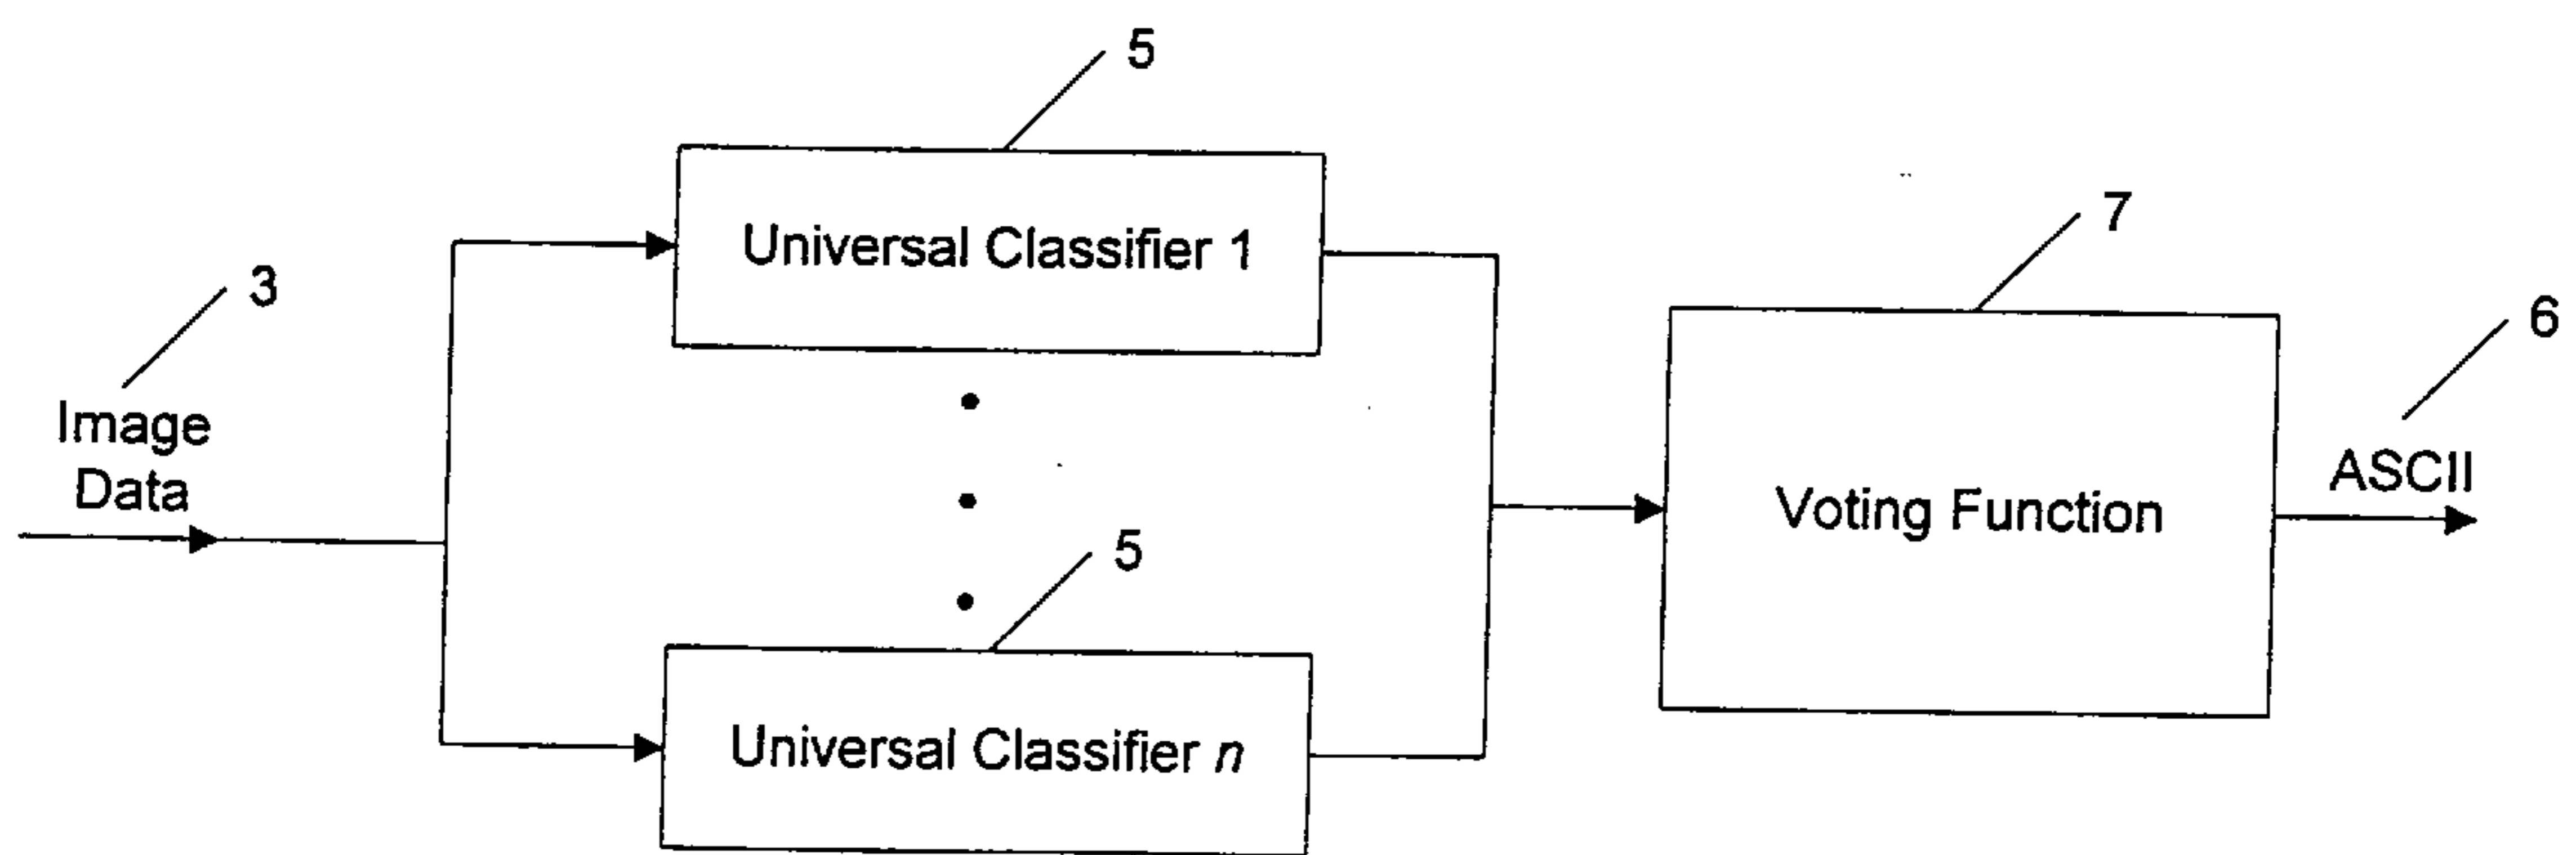 5
Universal Classifier 1
3
Image
Data
7
Voting Function
6
ASCII
5
Universal Classifier n